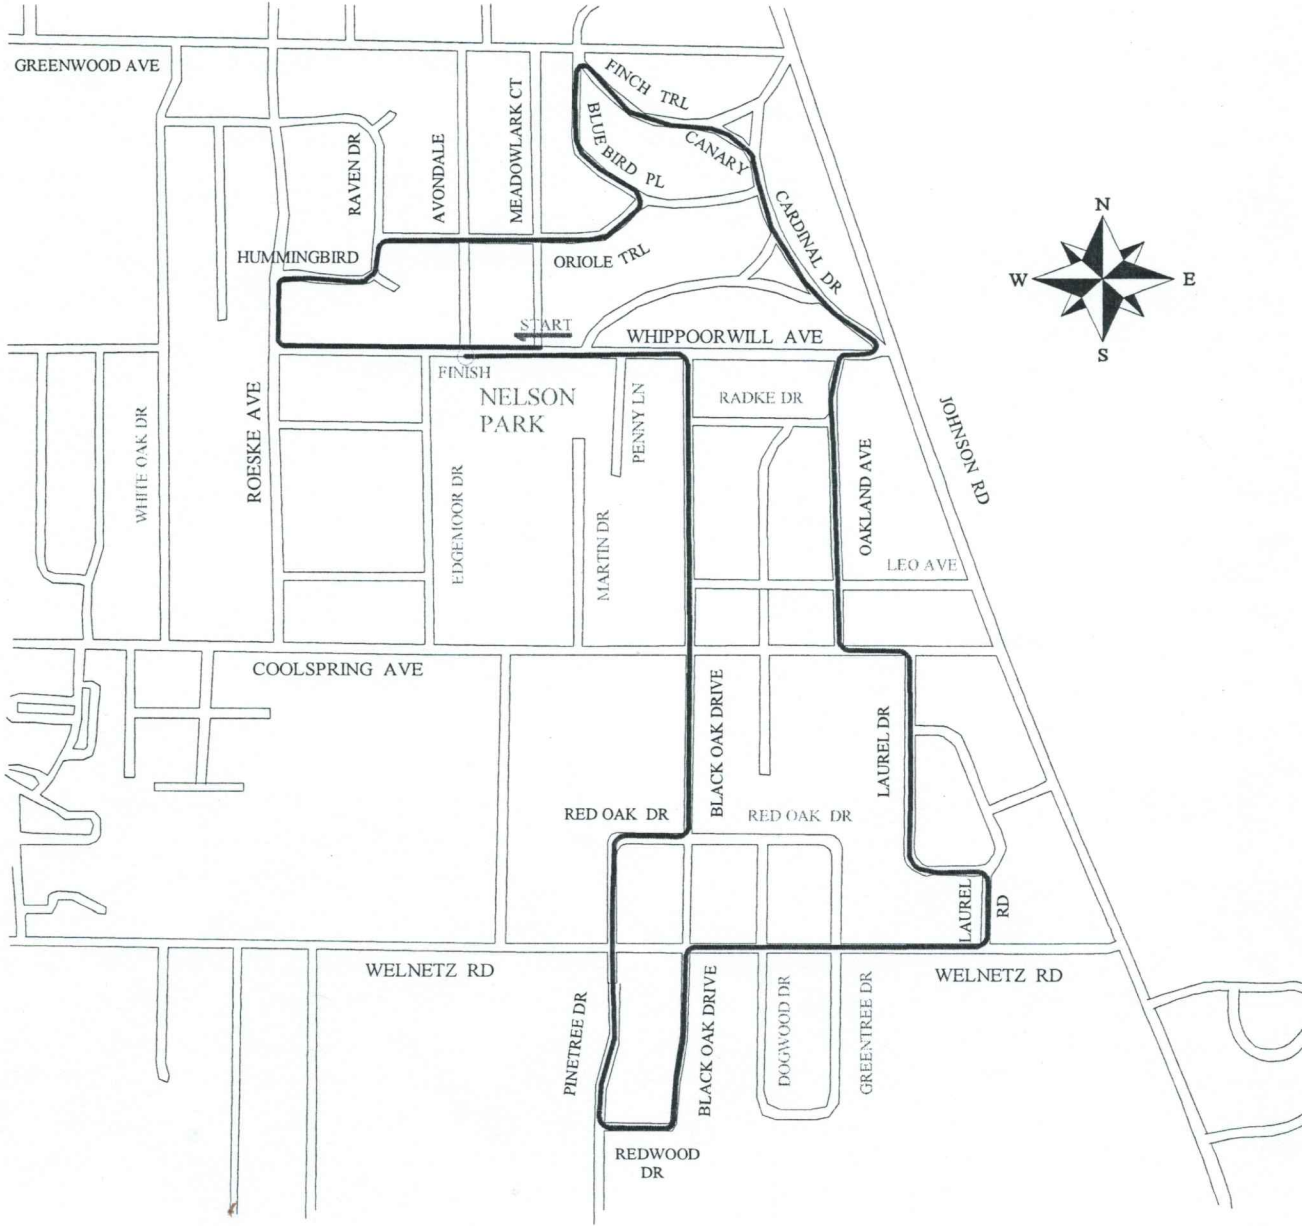 GREENWOOD AVE
FINCH TRL
BLUE BIRD PL
CANARY
CARDINAL DR
MEADOWLARK CT
AVONDALE
RAVEN DR
HUMMINGBIRD
ORIOLE TRL
N
W
E
S
START
WHIPPOORWILL AVE
FINISH
NELSON
PARK
RADKE DR
PENNY LN
WHITE OAK DR
ROESKE AVE
EDGEMOOR DR
MARTIN DR
OAKLAND AVE
JOHNSON RD
LEO AVE
COOLSPRING AVE
BLACK OAK DRIVE
LAUREL DR
RED OAK DR
RED OAK DR
LAUREL
RD
WELNETZ RD
WELNETZ RD
PINETREE DR
BLACK OAK DRIVE
DOGWOOD DR
GREENTREE DR
REDWOOD
DR